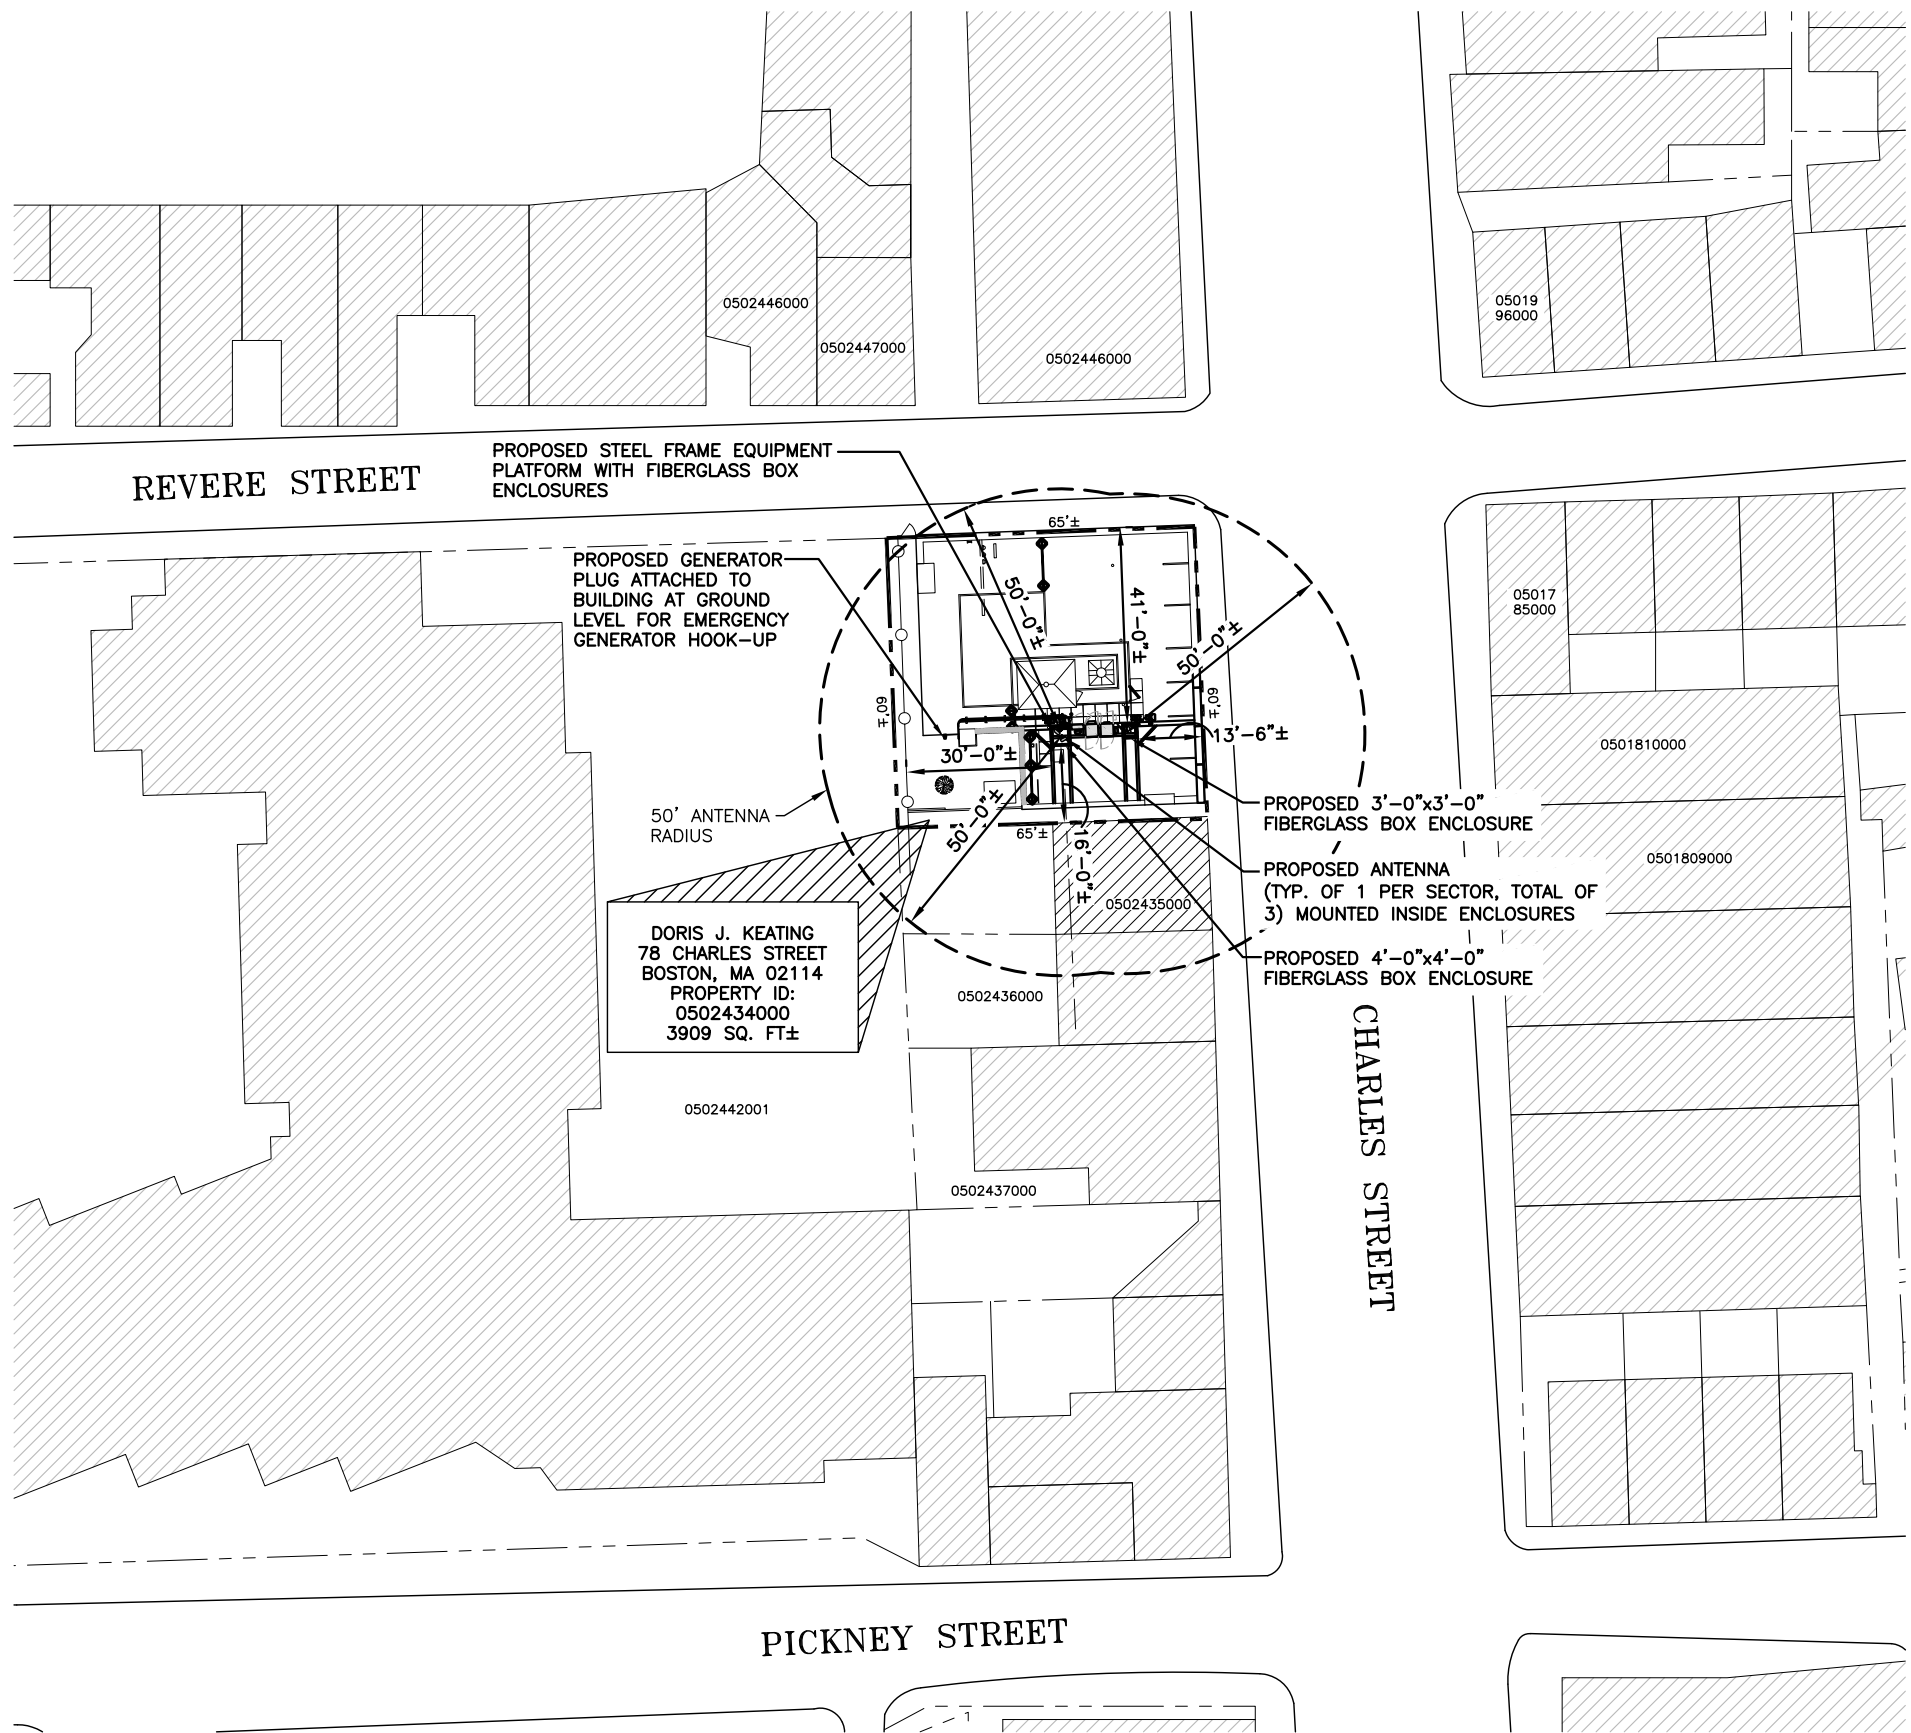 0502446000
0502447000
0502446000
05019
96000
REVERE STREET
PROPOSED STEEL FRAME EQUIPMENT
PLATFORM WITH FIBERGLASS BOX
ENCLOSURES
65'±
PROPOSED GENERATOR
PLUG ATTACHED TO
BUILDING AT GROUND
LEVEL FOR EMERGENCY
GENERATOR HOOK-UP
50'-0"±
41'-0"±
50'-0"±
05017
85000
60'±
60'±
13'-6"±
30'-0"±
0501810000
50' ANTENNA
RADIUS
50'-0"±
65'±
16'-0"±
PROPOSED 3'-0"x3'-0"
FIBERGLASS BOX ENCLOSURE
0501809000
PROPOSED ANTENNA
(TYP. OF 1 PER SECTOR, TOTAL OF
3) MOUNTED INSIDE ENCLOSURES
0502435000
DORIS J. KEATING
78 CHARLES STREET
BOSTON, MA 02114
PROPERTY ID:
0502434000
3909 SQ. FT±
PROPOSED 4'-0"x4'-0"
FIBERGLASS BOX ENCLOSURE
0502436000
CHARLES STREET
0502442001
0502437000
PICKNEY STREET
1